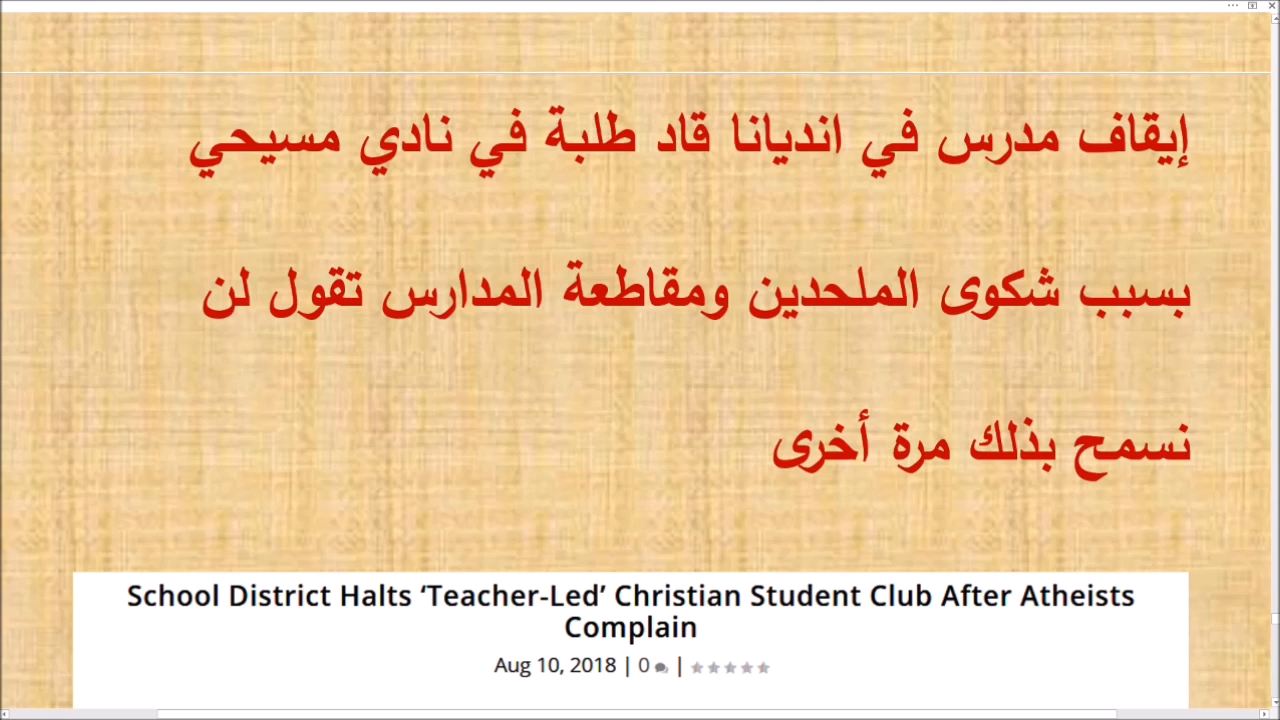 إيقاف مدرس في انديانا قاد طلبة في نادي مسيحي
بسبب شكوى الملحدين ومقاطعة المدارس تقول لن
نسمح بذلك مرة أخرى
School District Halts ‘Teacher-Led’ Christian Student Club After Atheists
Complain
Aug 10, 2018 | 0 |